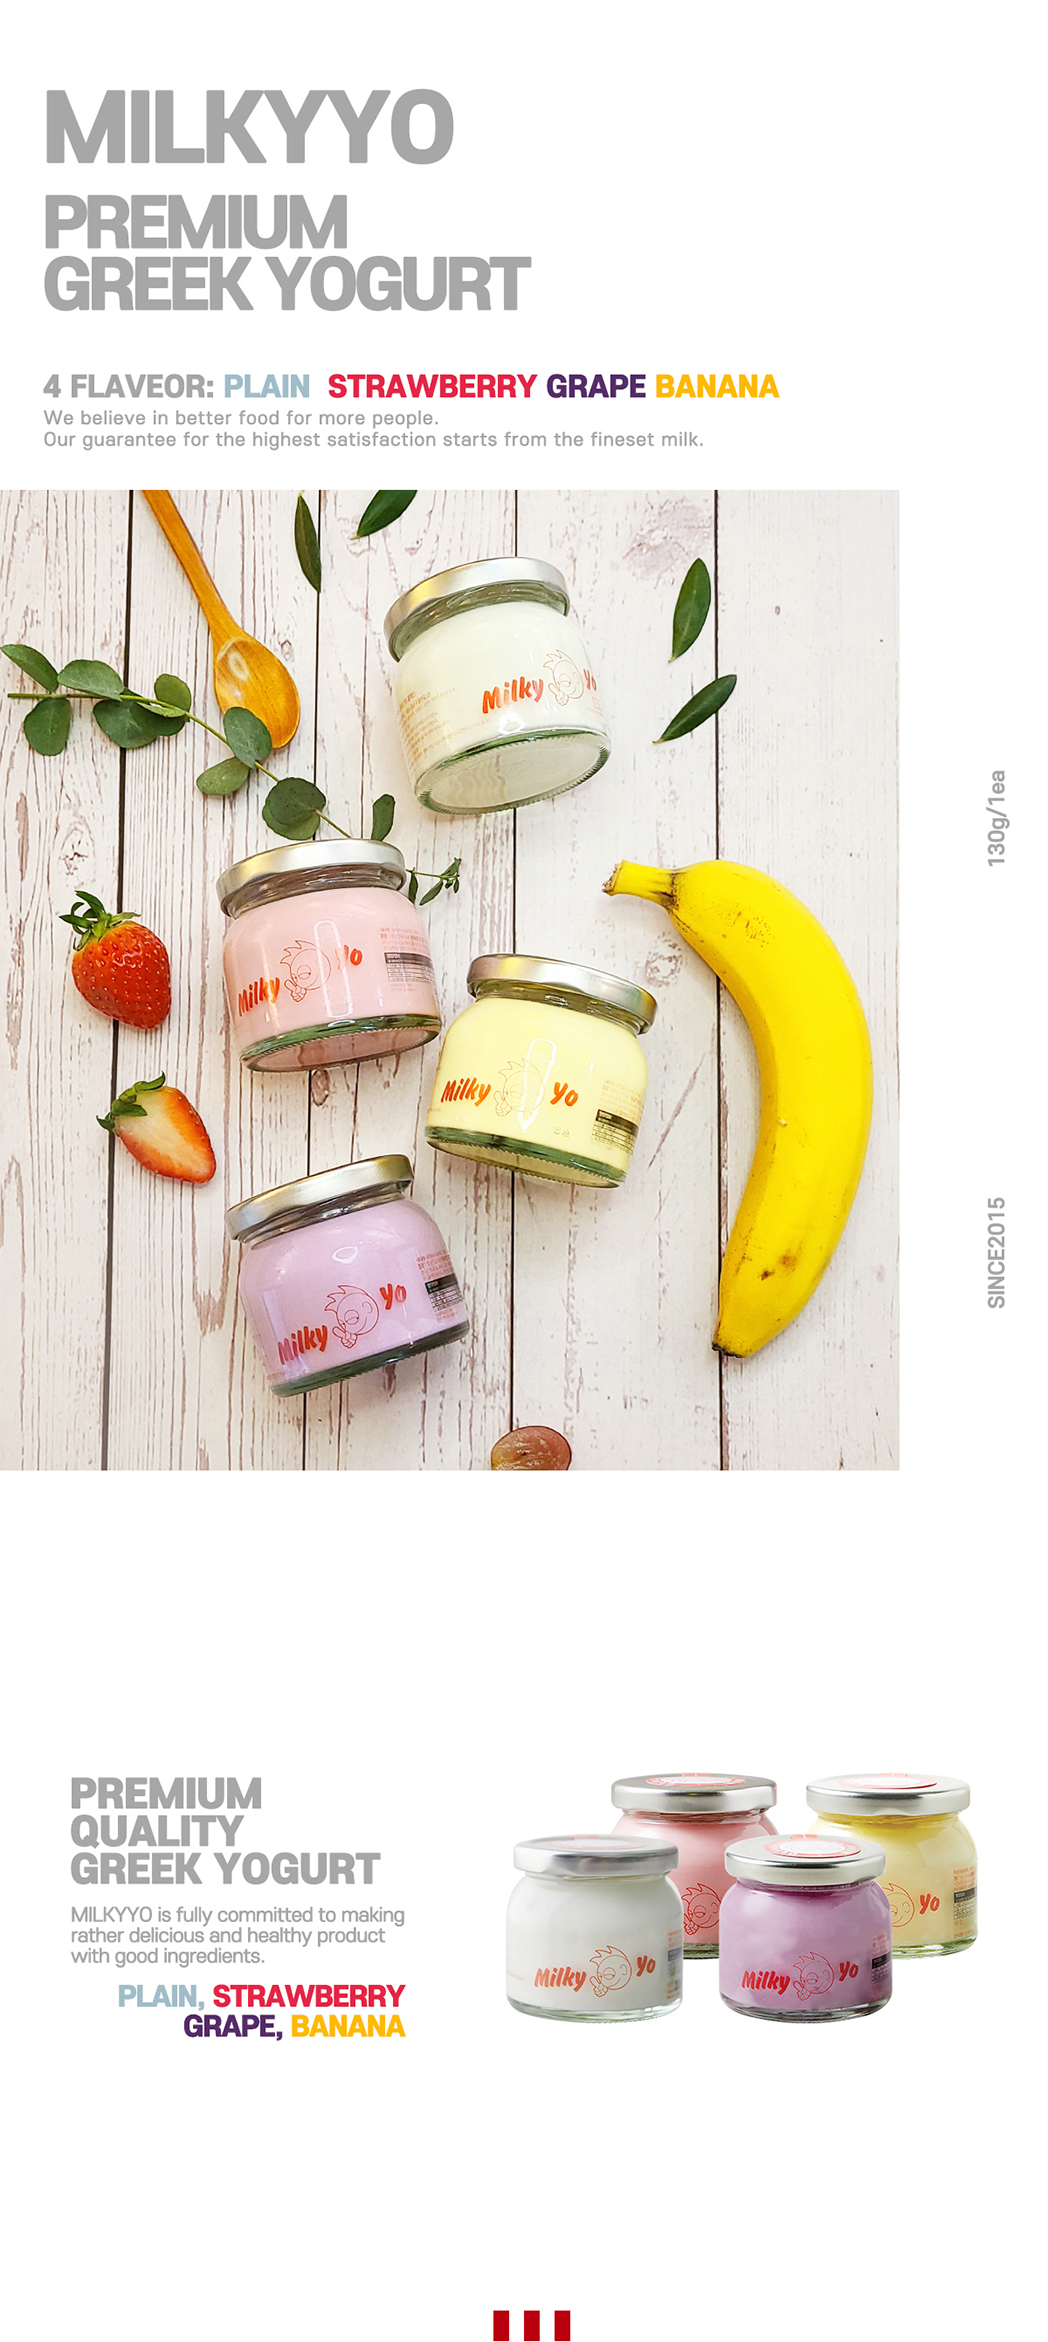 MILKYYO
PREMIUM
GREEK YOGURT
4 FLAVEOR: PLAIN STRAWBERRY GRAPE BANANA
We believe in better food for more people.
Our guarantee for the highest satisfaction starts from the fineset milk.
Milky Yo
130g/1ea
Milky Yo
Milky Yo
SINCE2015
Milky Yo
PREMIUM
QUALITY
GREEK YOGURT
MILKYYO is fully committed to making
rather delicious and healthy product
with good ingredients.
PLAIN, STRAWBERRY
GRAPE, BANANA
Yo
Milky Yo
Milky Yo